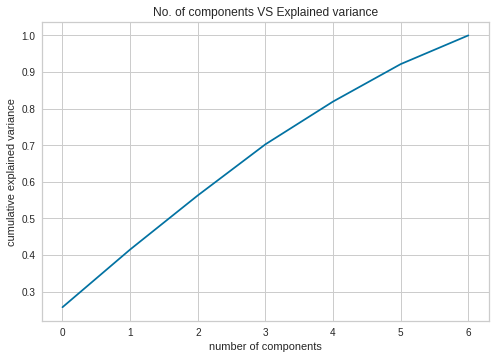 No. of components VS Explained variance
cumulative explained variance
1.0
0.9
0.8
0.7
0.6
0.5
0.4
0.3
0 1 2 3 4 5 6
number of components